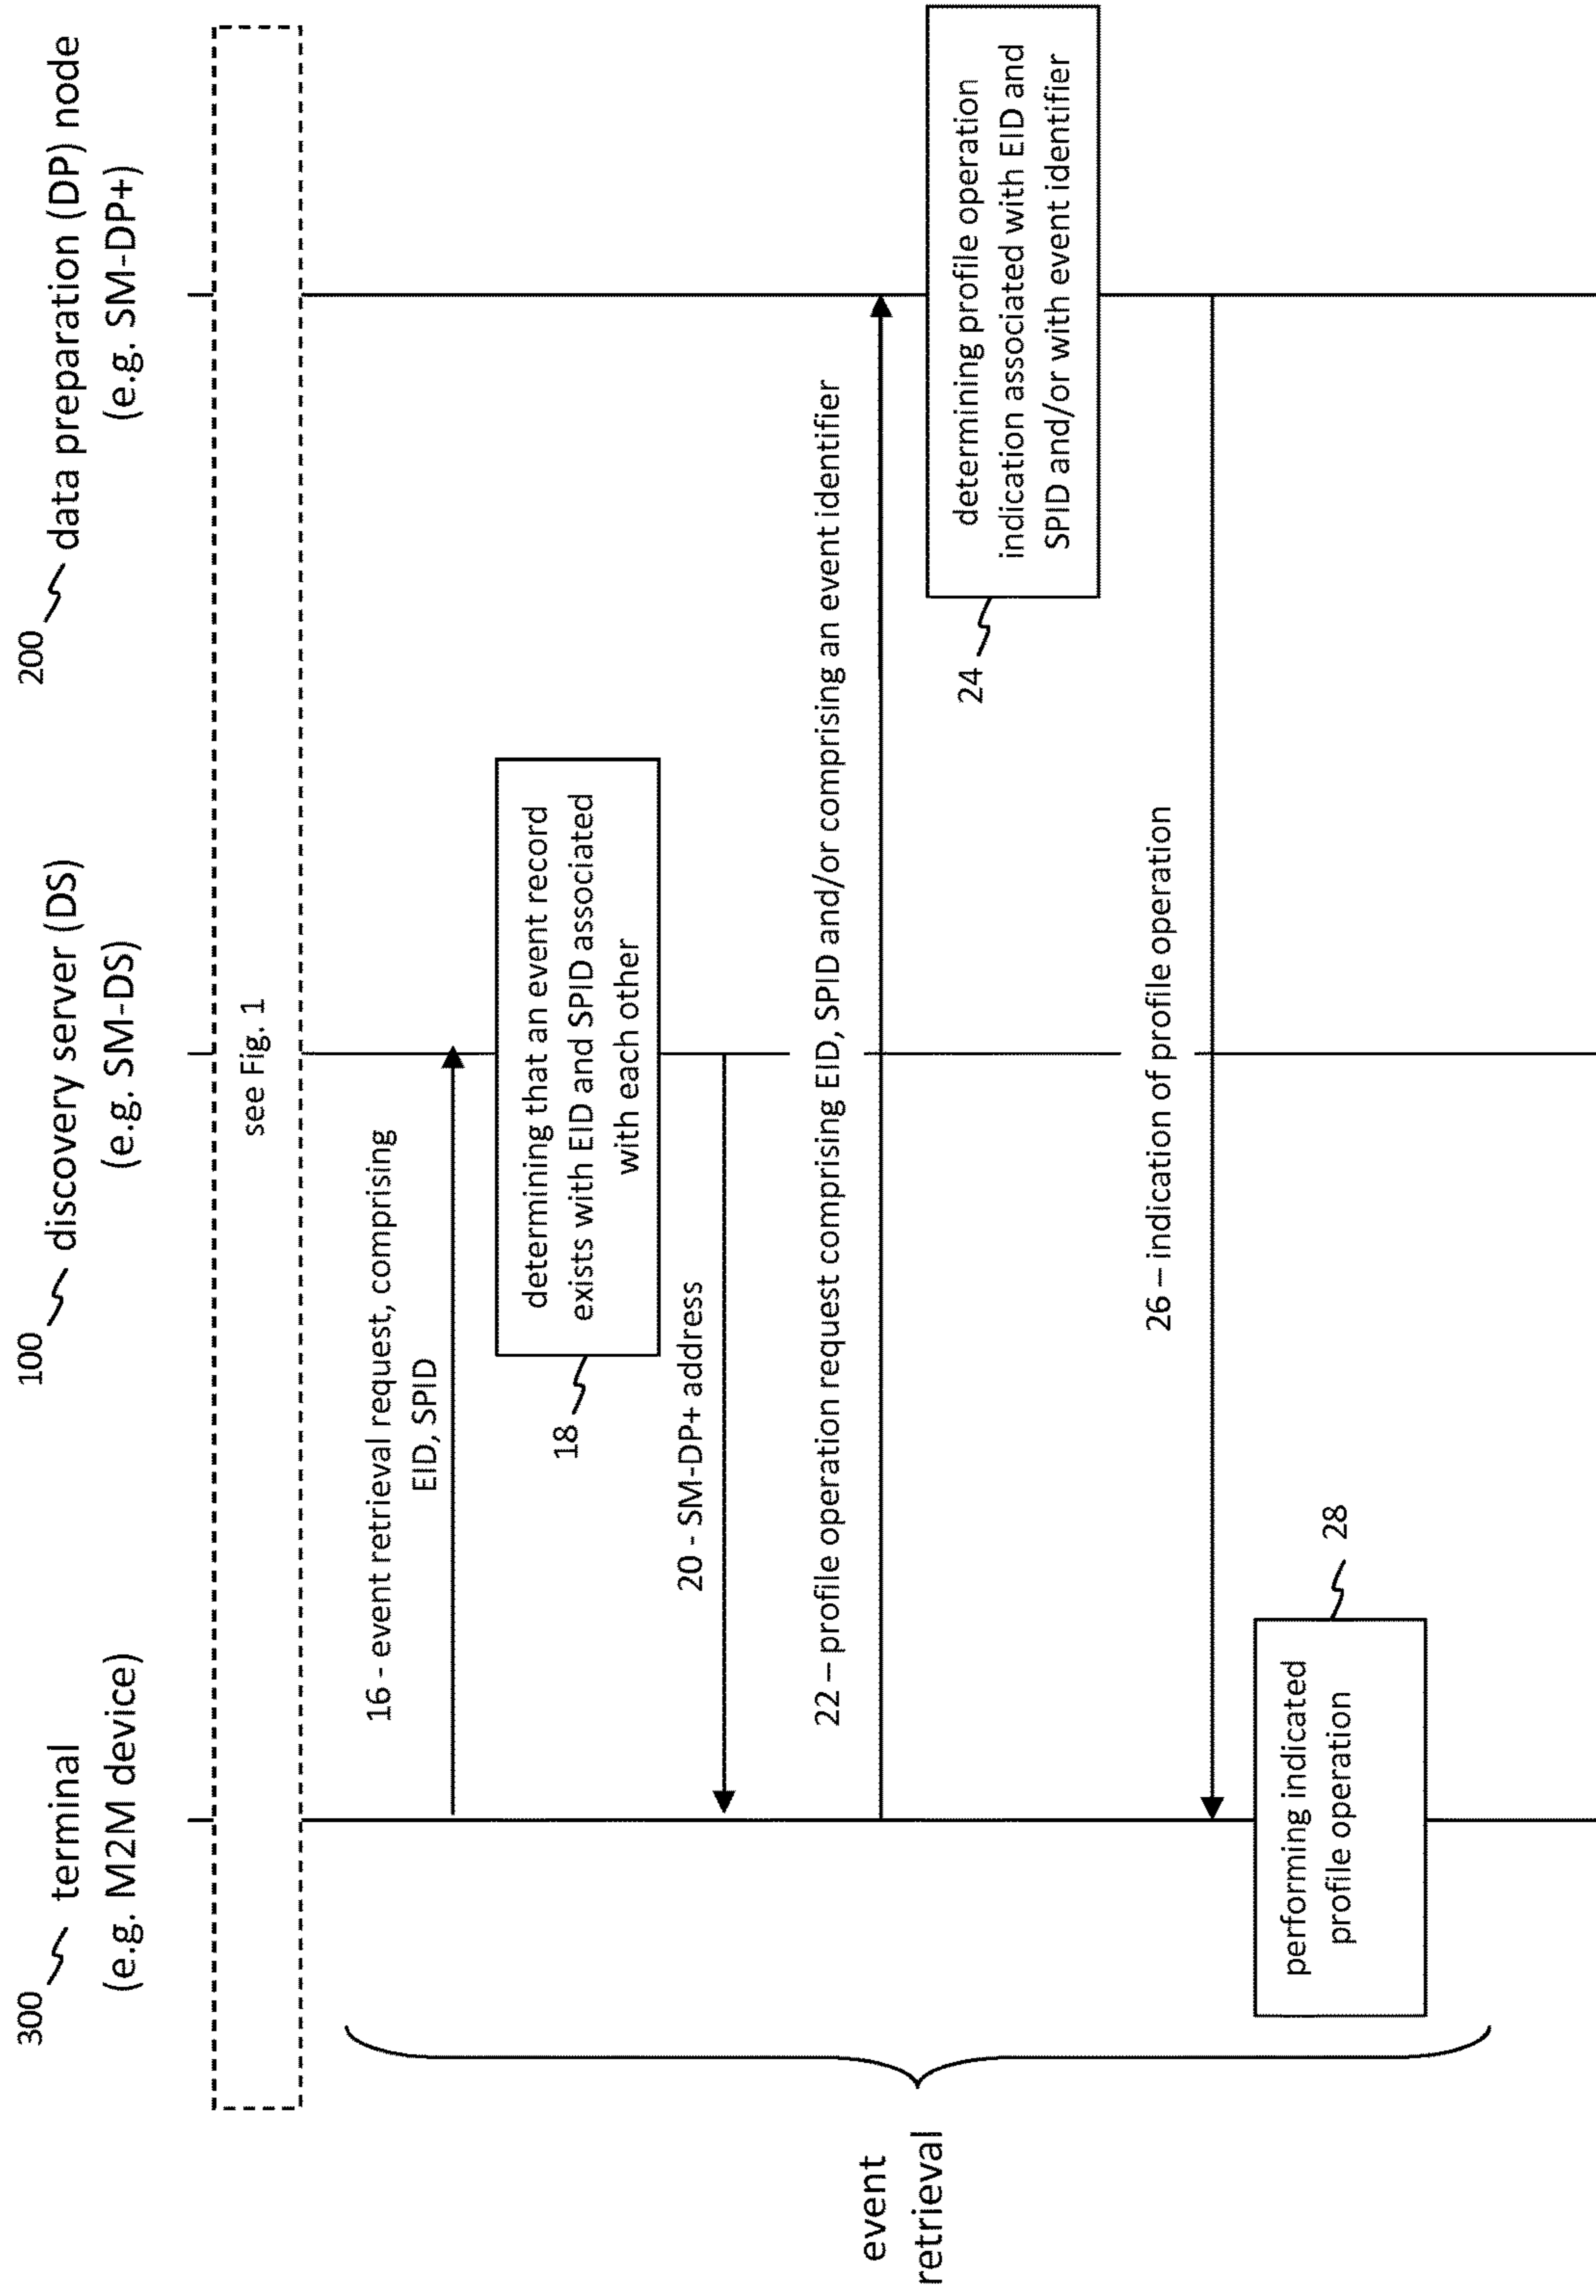 300
terminal
(e.g. M2M device)
100
discovery server (DS)
(e.g. SM-DS)
200
data preparation (DP) node
(e.g. SM-DP+)
see Fig. 1
16 - event retrieval request, comprising
EID, SPID
determining that an event record
exists with EID and SPID associated
with each other
18
20 - SM-DP+ address
22 – profile operation request comprising EID, SPID and/or comprising an event identifier
determining profile operation
indication associated with EID and
SPID and/or with event identifier
24
26 – indication of profile operation
performing indicated
profile operation
28
event
retrieval